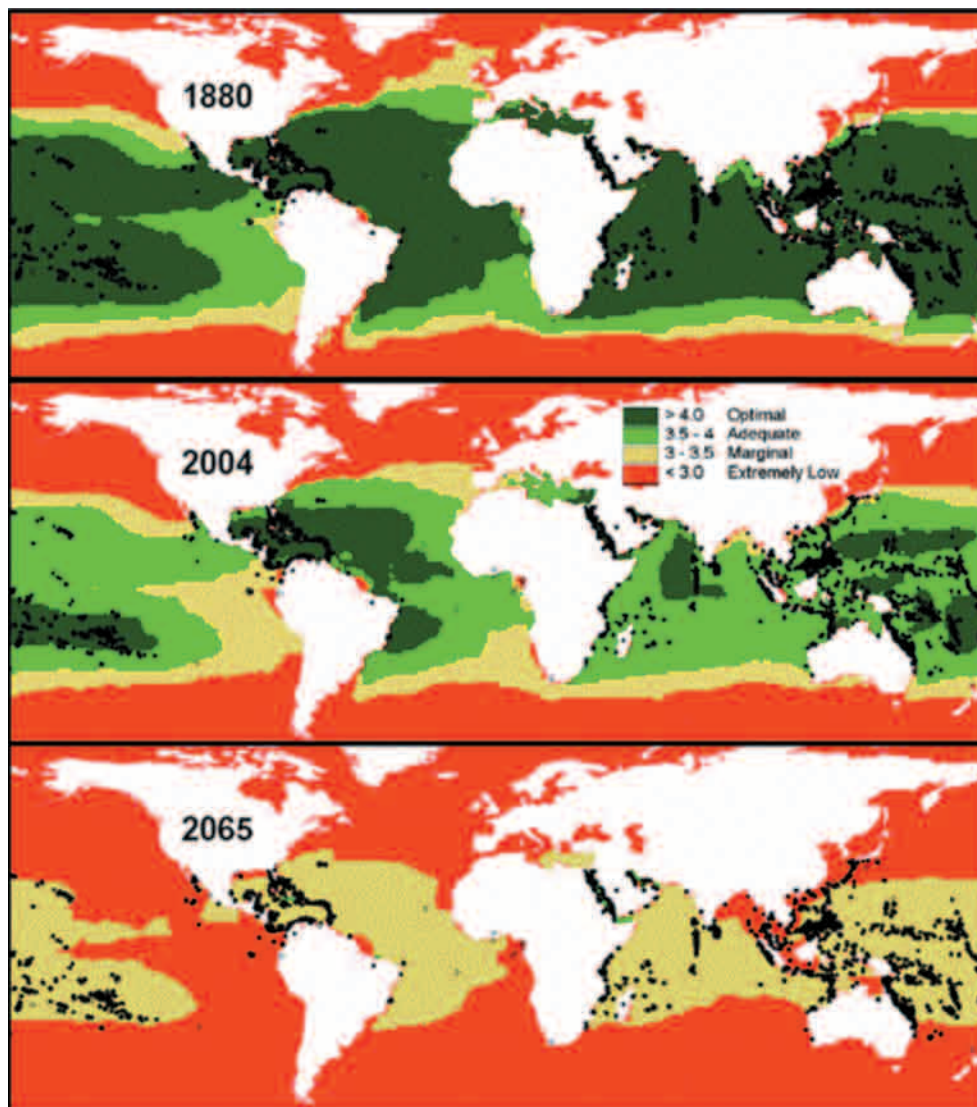 1880
2004
> 4.0 Optimal
3.5 - 4 Adequate
3 - 3.5 Marginal
< 3.0 Extremely Low
2065